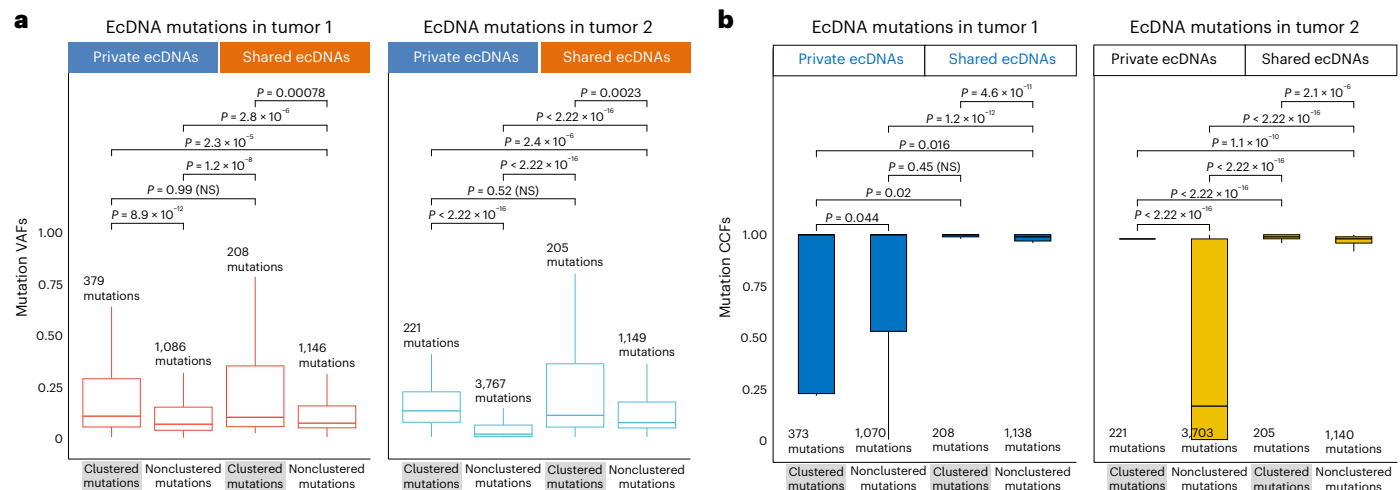 a
EcDNA mutations in tumor 1
Private ecDNAs
Shared ecDNAs
P = 0.00078
P = 2.8 × 10⁻⁶
P = 2.3 × 10⁻⁵
P = 1.2 × 10⁻⁸
P = 0.99 (NS)
P = 8.9 × 10⁻¹²
Mutation VAFs
1.00
0.75
0.50
0.25
0
379
mutations
1,086
mutations
208
mutations
1,146
mutations
Clustered
mutations
Nonclustered
mutations
Clustered
mutations
Nonclustered
mutations
EcDNA mutations in tumor 2
Private ecDNAs
Shared ecDNAs
P = 0.0023
P < 2.22 × 10⁻¹⁶
P = 2.4 × 10⁻⁶
P < 2.22 × 10⁻¹⁶
P = 0.52 (NS)
P < 2.22 × 10⁻¹⁶
221
mutations
3,767
mutations
205
mutations
1,149
mutations
Clustered
mutations
Nonclustered
mutations
Clustered
mutations
Nonclustered
mutations
b
EcDNA mutations in tumor 1
Private ecDNAs
Shared ecDNAs
P = 4.6 × 10⁻¹¹
P = 1.2 × 10⁻¹²
P = 0.016
P = 0.45 (NS)
P = 0.02
P = 0.044
Mutation CCFs
1.00
0.75
0.50
0.25
0
373
mutations
1,070
mutations
208
mutations
1,138
mutations
Clustered
mutations
Nonclustered
mutations
Clustered
mutations
Nonclustered
mutations
EcDNA mutations in tumor 2
Private ecDNAs
Shared ecDNAs
P = 2.1 × 10⁻⁶
P < 2.22 × 10⁻¹⁶
P = 1.1 × 10⁻¹⁰
P < 2.22 × 10⁻¹⁶
P < 2.22 × 10⁻¹⁶
P < 2.22 × 10⁻¹⁶
221
mutations
3,703
mutations
205
mutations
1,140
mutations
Clustered
mutations
Nonclustered
mutations
Clustered
mutations
Nonclustered
mutations